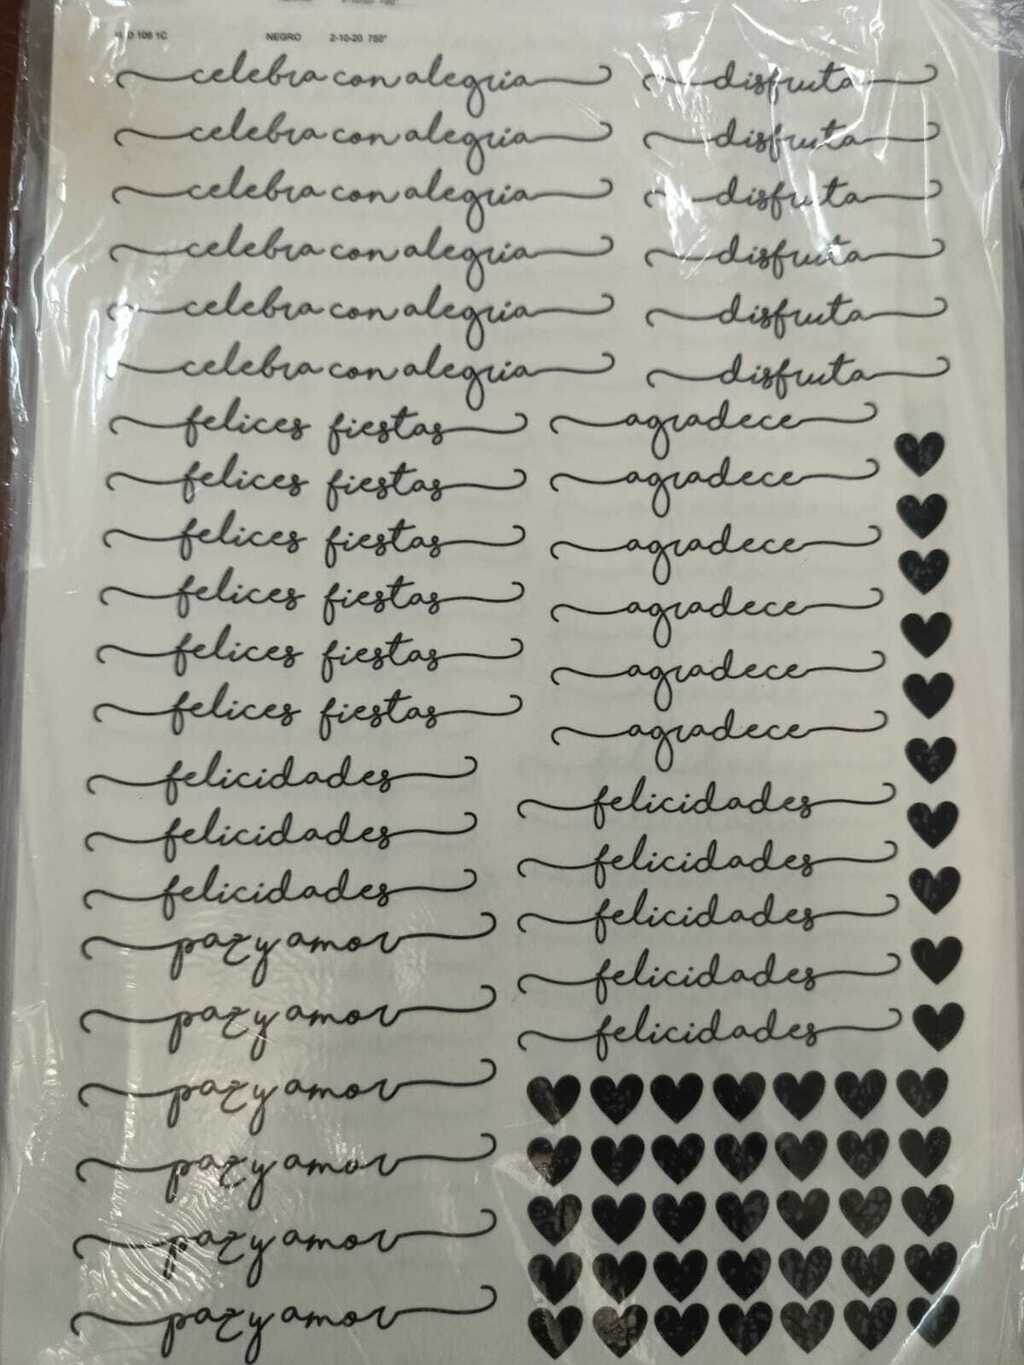 108 1C NEGRO 2-10-20 750°
celebra con alegria
celebra con alegria
celebra con alegria
celebra con alegria
celebra con alegria
celebra con alegria
disfruta
disfruta
disfruta
disfruta
disfruta
disfruta
felices fiestas
felices fiestas
felices fiestas
felices fiestas
felices fiestas
felices fiestas
agradece
agradece
agradece
agradece
agradece
agradece
felicidades
felicidades
felicidades
paz y amor
paz y amor
paz y amor
paz y amor
paz y amor
paz y amor
felicidades
felicidades
felicidades
felicidades
felicidades